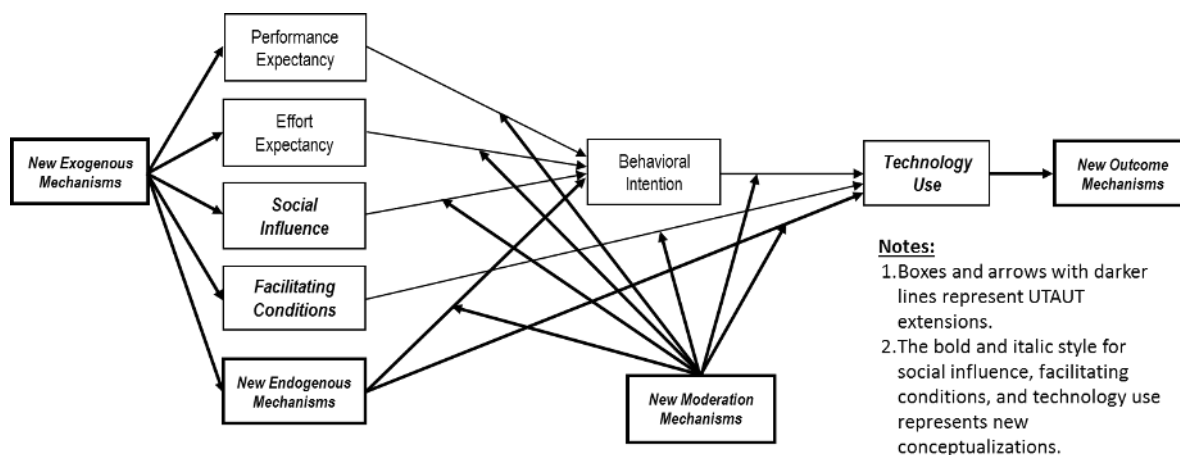 Performance
Expectancy
Effort
Expectancy
New Exogenous
Mechanisms
Social
Influence
Facilitating
Conditions
New Endogenous
Mechanisms
Behavioral
Intention
New Moderation
Mechanisms
Technology
Use
New Outcome
Mechanisms
Notes:
1.Boxes and arrows with darker
lines represent UTAUT
extensions.
2.The bold and italic style for
social influence, facilitating
conditions, and technology use
represents new
conceptualizations.